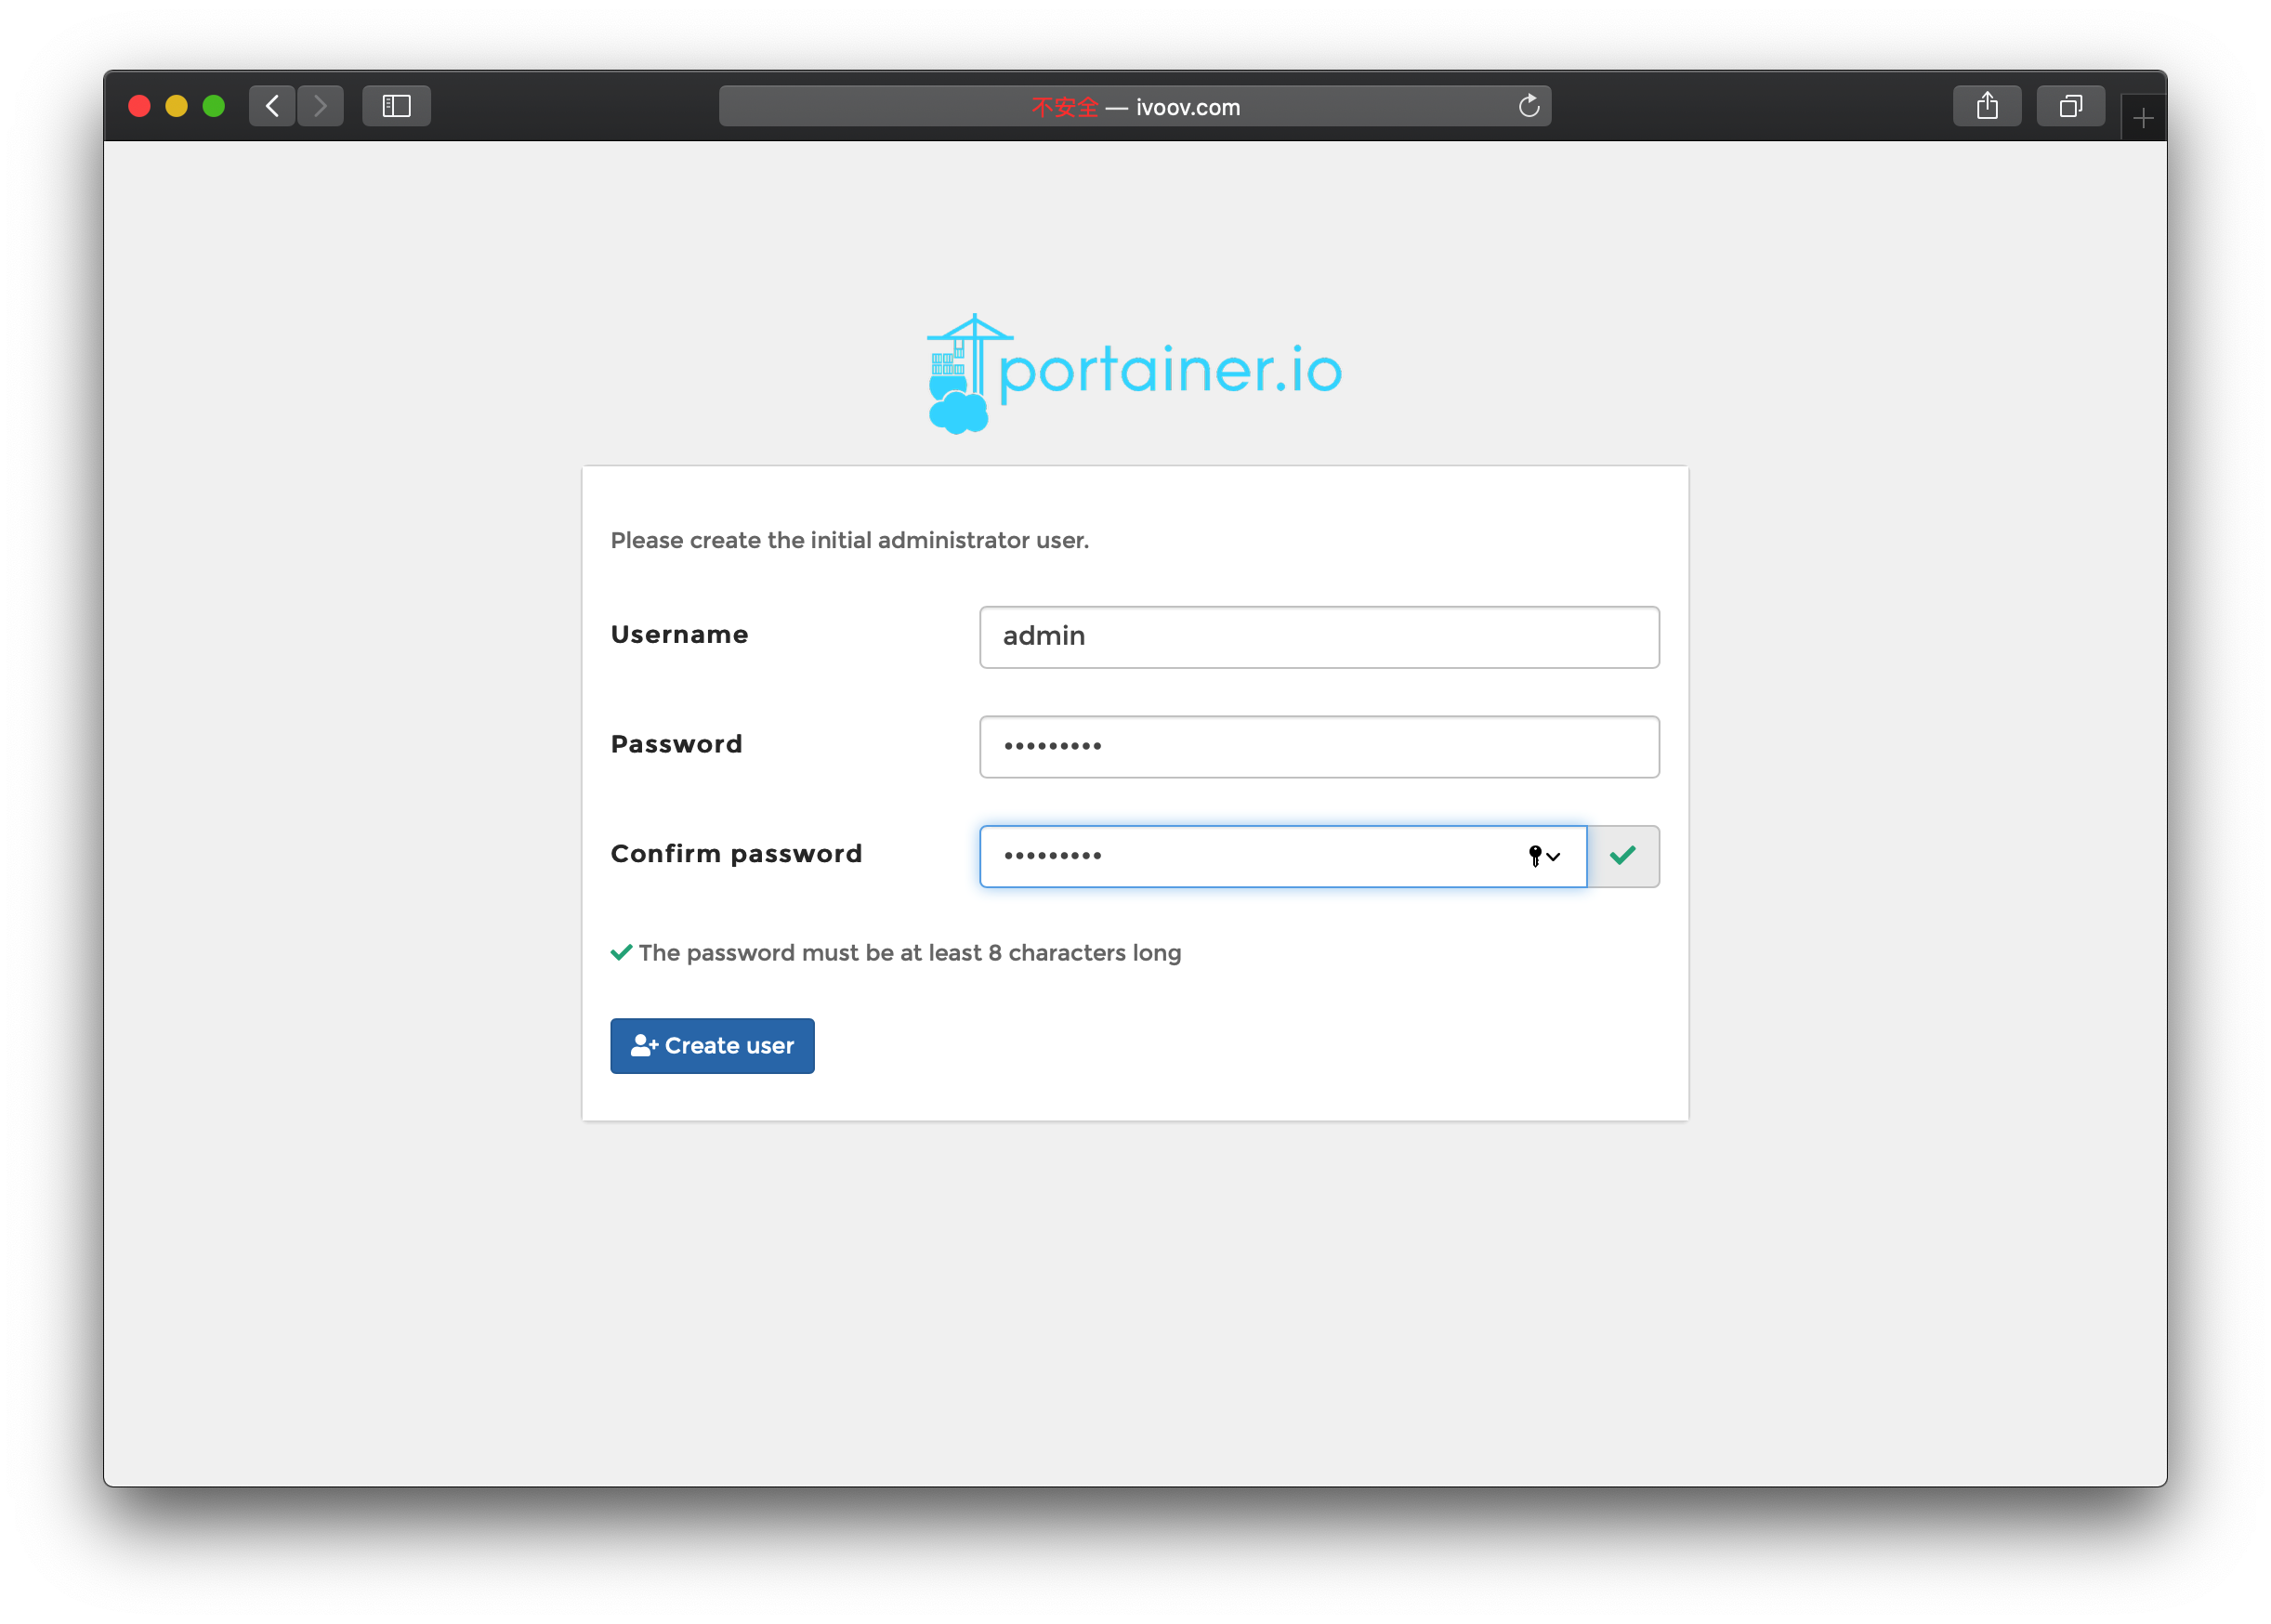 不安全 — ivoov.com
portainer.io
Please create the initial administrator user.
Username
admin
Password
•••••••••
Confirm password
•••••••••
The password must be at least 8 characters long
Create user